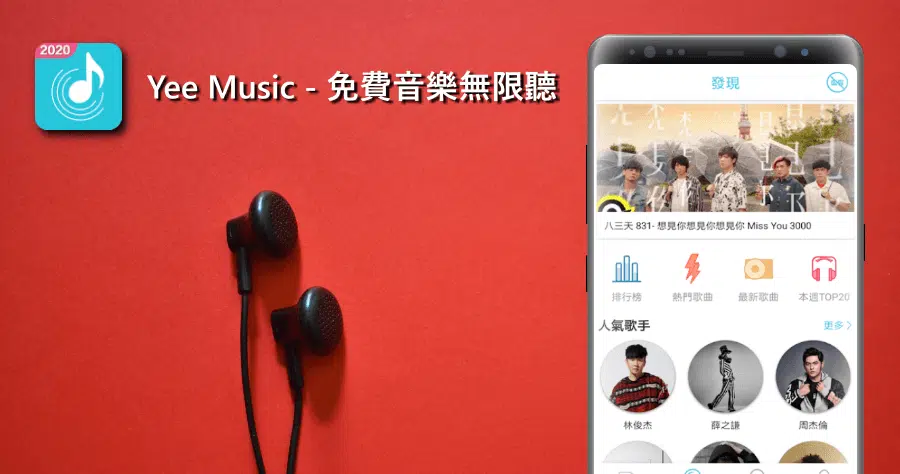 2020
Yee Music - 免費音樂無限聽
發現
八三夭 831- 想見你想見你想見你 Miss You 3000
排行榜
熱門歌曲
最新歌曲
本週TOP20
人氣歌手
更多
林俊杰
薛之謙
周杰倫